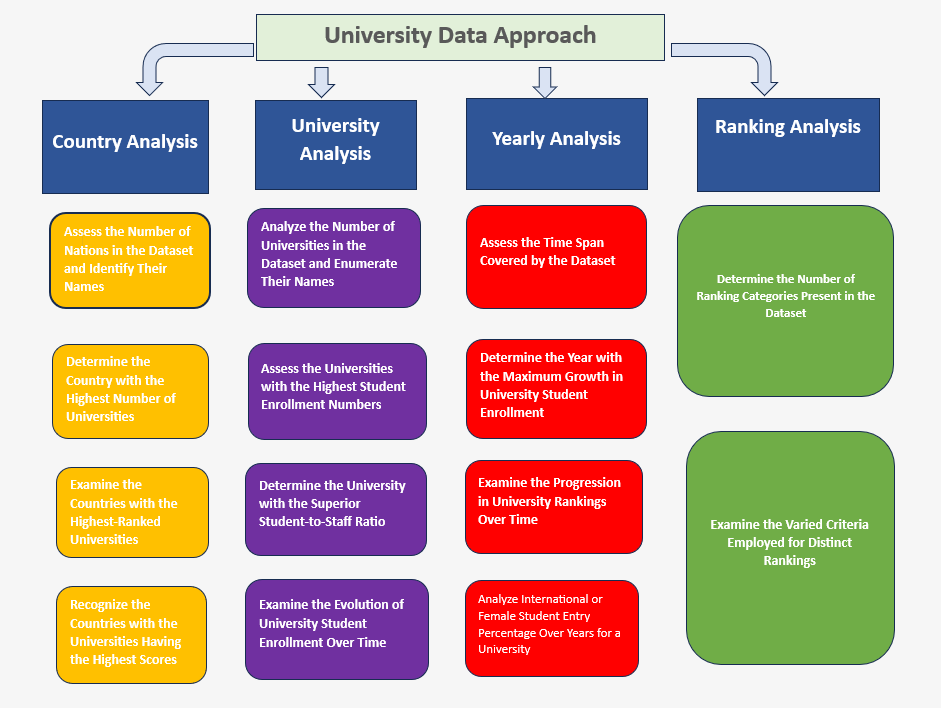 University Data Approach
Country Analysis
University
Analysis
Yearly Analysis
Ranking Analysis
Assess the Number of
Nations in the Dataset
and Identify Their
Names
Determine the
Country with the
Highest Number of
Universities
Examine the
Countries with the
Highest-Ranked
Universities
Recognize the
Countries with the
Universities Having
the Highest Scores
Analyze the Number of
Universities in the
Dataset and Enumerate
Their Names
Assess the Universities
with the Highest Student
Enrollment Numbers
Determine the University
with the Superior
Student-to-Staff Ratio
Examine the Evolution of
University Student
Enrollment Over Time
Assess the Time Span
Covered by the Dataset
Determine the Year with
the Maximum Growth in
University Student
Enrollment
Examine the Progression
in University Rankings
Over Time
Analyze International or
Female Student Entry
Percentage Over Years for a
University
Determine the Number of
Ranking Categories Present in the
Dataset
Examine the Varied Criteria
Employed for Distinct
Rankings